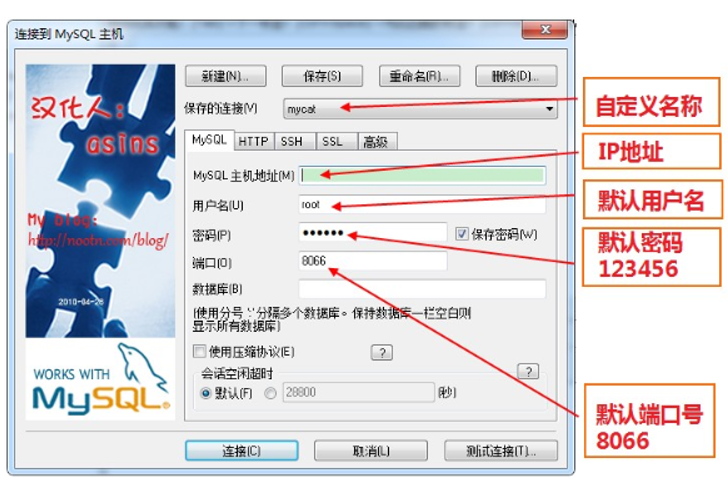 连接到 MySQL 主机
汉化人:
asins
My Blog:
http://nootn.com/blog/
2010-04-26
WORKS WITH
MySQL®
新建(N)...
保存(S)
重命名(R)...
删除(D)...
保存的连接(V)
mycat
自定义名称
MySQL
HTTP
SSH
SSL
高级
MySQL 主机地址(M)
IP地址
用户名(U)
root
默认用户名
密码(P)
●●●●●●
保存密码(W)
默认密码
123456
端口(O)
8066
数据库(B)
(使用分号 ';'分隔多个数据库。保持数据库一栏空白则
显示所有数据库)
使用压缩协议(E)
?
会话空闲超时
?
默认(F)
28800
(秒)
默认端口号
8066
连接(C)
取消(L)
测试连接(T)...